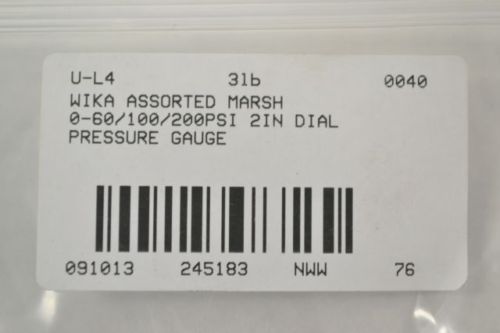 U-L4 3lb 0040
WIKA ASSORTED MARSH
0-60/100/200PSI 2IN DIAL
PRESSURE GAUGE
091013 245183 NWW 76